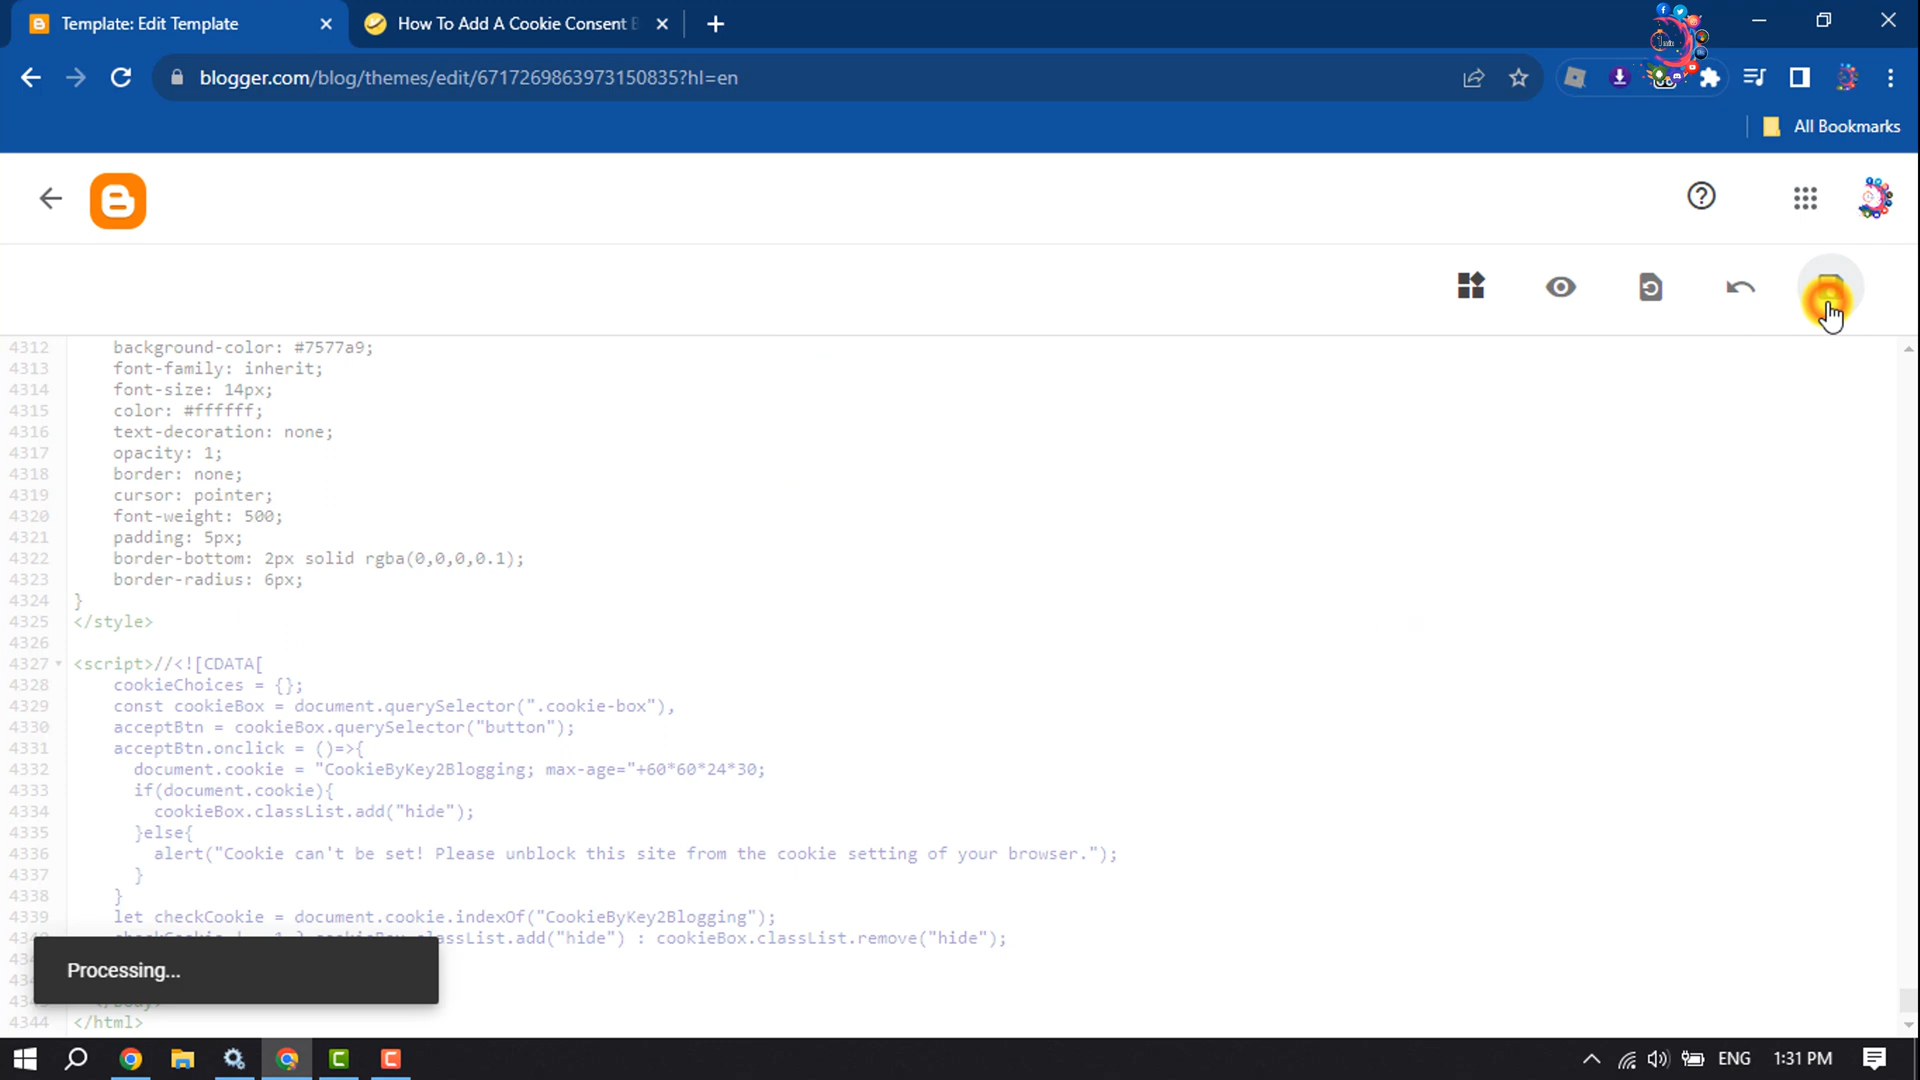 Template: Edit Template
How To Add A Cookie Consent
blogger.com/blog/themes/edit/6717269863973150835?hl=en
All Bookmarks
4312 background-color: #7577a9;
4313 font-family: inherit;
4314 font-size: 14px;
4315 color: #ffffff;
4316 text-decoration: none;
4317 opacity: 1;
4318 border: none;
4319 cursor: pointer;
4320 font-weight: 500;
4321 padding: 5px;
4322 border-bottom: 2px solid rgba(0,0,0,0.1);
4323 border-radius: 6px;
4324 }
4325 </style>
4326
4327 <script>//<![CDATA[
4328 cookieChoices = {};
4329 const cookieBox = document.querySelector(".cookie-box"),
4330 acceptBtn = cookieBox.querySelector("button");
4331 acceptBtn.onclick = ()=>{
4332 document.cookie = "CookieByKey2Blogging; max-age="+60*60*24*30;
4333 if(document.cookie){
4334 cookieBox.classList.add("hide");
4335 }else{
4336 alert("Cookie can't be set! Please unblock this site from the cookie setting of your browser.");
4337 }
4338 }
4339 let checkCookie = document.cookie.indexOf("CookieByKey2Blogging");
classList.add("hide") : cookieBox.classList.remove("hide");
Processing...
4344 </html>
ENG
1:31 PM